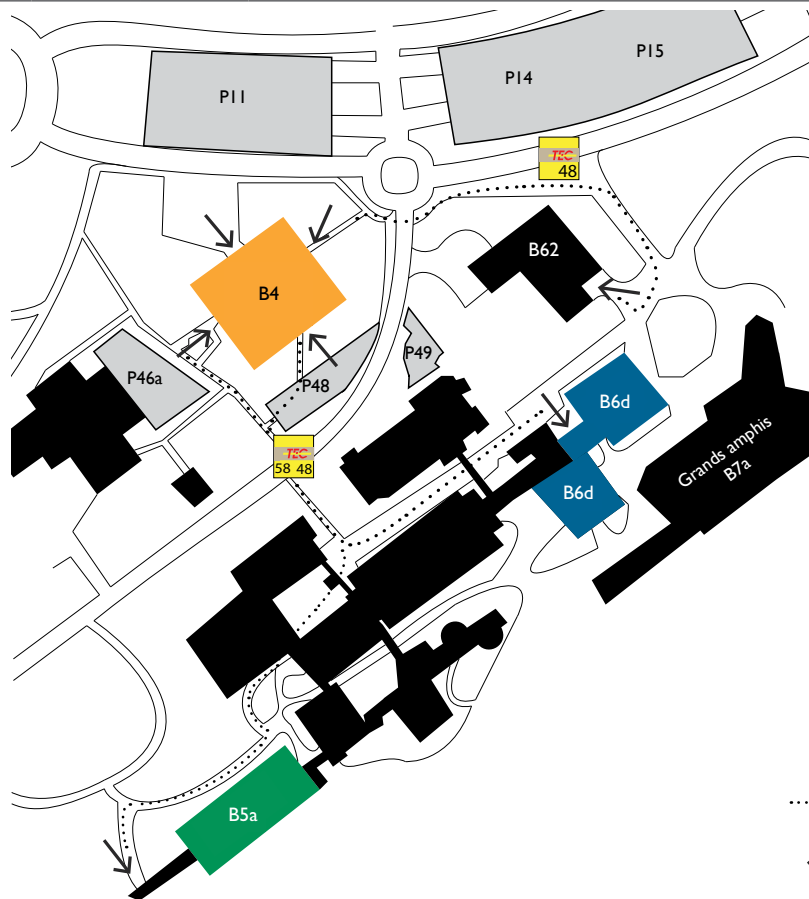 P15
P14
P11
TEC
48
B62
B4
P49
P46a
P48
B6d
TEC
58 48
Grands amphis
B7a
B6d
B5a